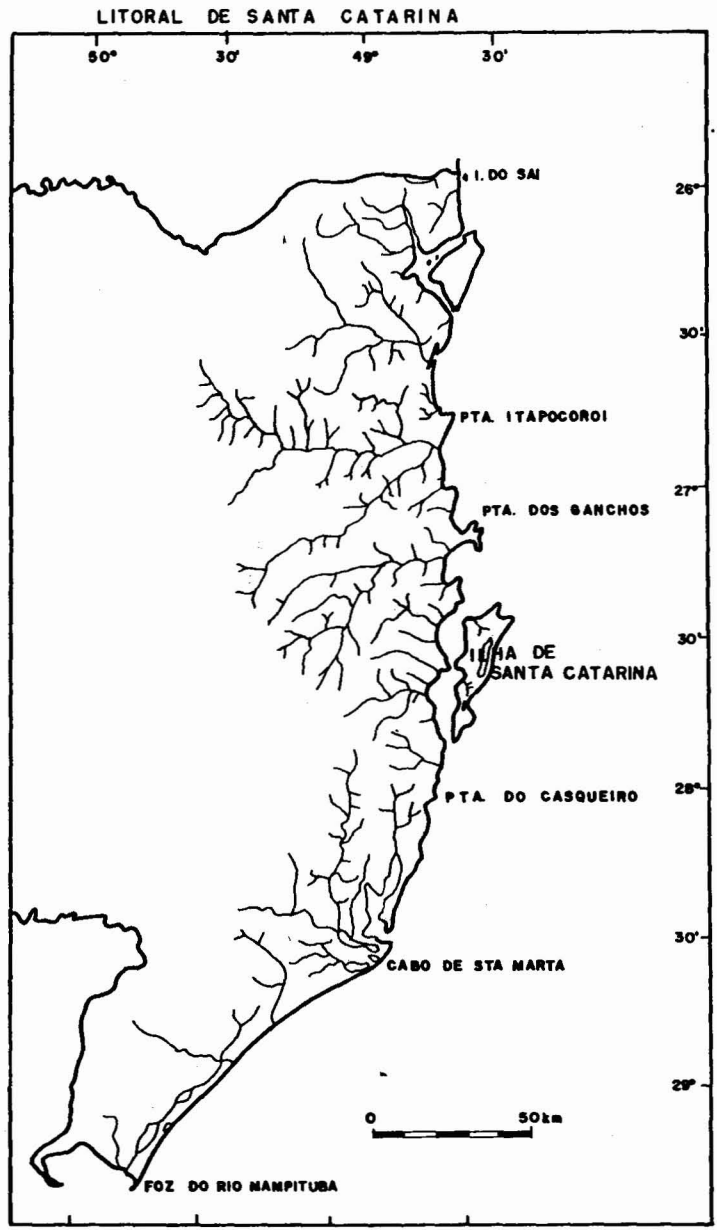 LITORAL DE SANTA CATARINA
50° 30' 49° 30'
I. DO SAI
26°
30'
PTA. ITAPOCOROI
27°
PTA. DOS GANCHOS
30'
ILHA DE
SANTA CATARINA
28°
PTA. DO CASQUEIRO
30'
CABO DE STA MARTA
29°
0 50km
FOZ DO RIO MAMPITUBA